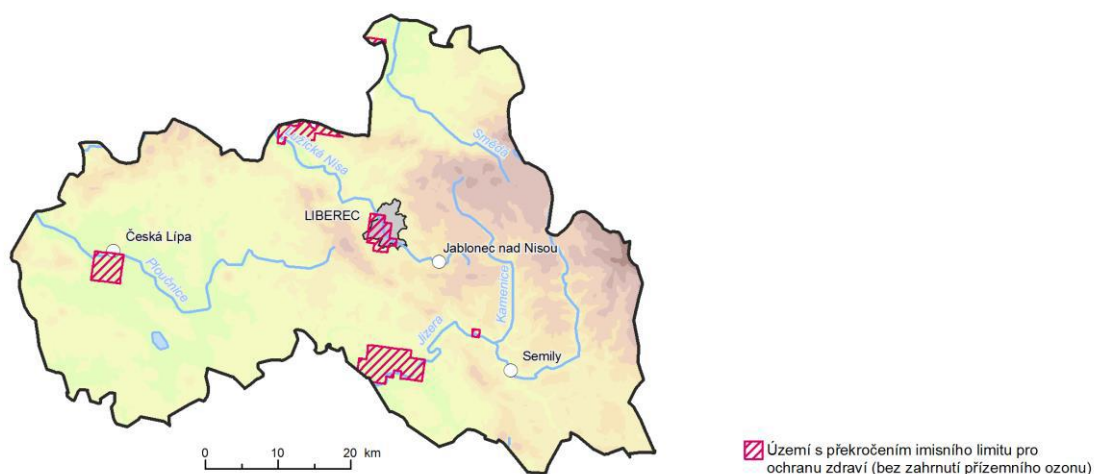 Smědá
Lužická Nisa
LIBEREC
Česká Lípa
Jablonec nad Nisou
Ploučnice
Kamenice
Jizera
Semily
0 10 20 km
Území s překročením imisního limitu pro
ochranu zdraví (bez zahrnutí přízemního ozonu)